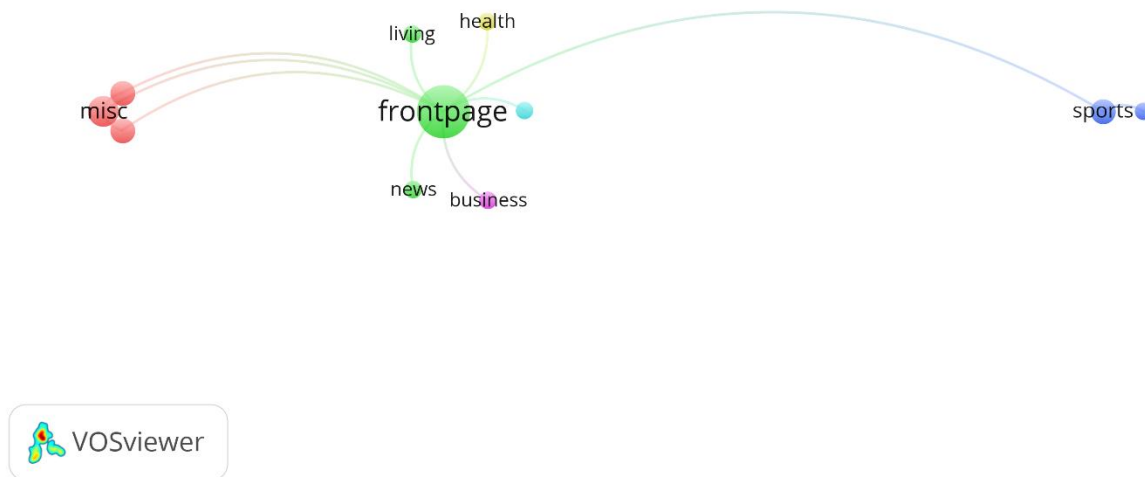 health
living
misc
frontpage
sports
news
business
VOSviewer